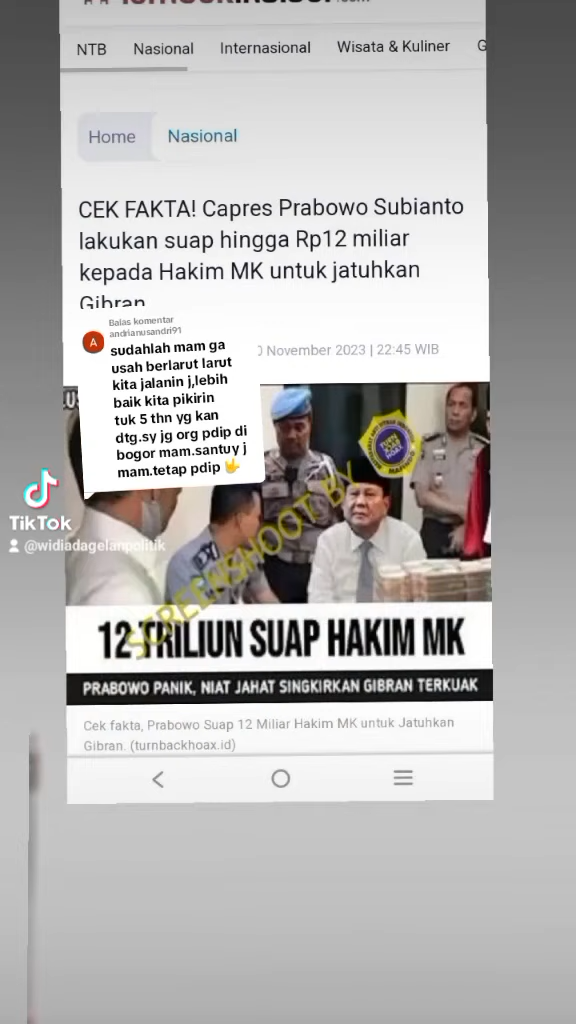 NTB Nasional Internasional Wisata & Kuliner G
Home Nasional
CEK FAKTA! Capres Prabowo Subianto
lakukan suap hingga Rp12 miliar
kepada Hakim MK untuk jatuhkan
Gibran
Balas komentar
andrianusandri91
A
sudahlah mam ga
usah berlarut larut
kita jalanin j,lebih
baik kita pikirin
tuk 5 thn yg kan
dtg.sy jg org pdip di
bogor mam.santuy j
mam.tetap pdip 🤟
November 2023 | 22:45 WIB
TURN
BACK
HOAX
SCREENSHOOT BY
TikTok
@widiadagelanpolitik
12 TRILIUN SUAP HAKIM MK
PRABOWO PANIK, NIAT JAHAT SINGKIRKAN GIBRAN TERKUAK
Cek fakta, Prabowo Suap 12 Miliar Hakim MK untuk Jatuhkan
Gibran. (turnbackhoax.id)